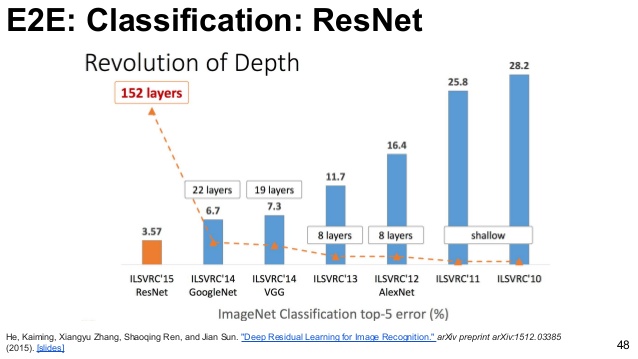 E2E: Classification: ResNet
Revolution of Depth
28.2
25.8
152 layers
16.4
11.7
22 layers
19 layers
6.7
7.3
3.57
8 layers
8 layers
shallow
ILSVRC'15
ResNet
ILSVRC'14
GoogleNet
ILSVRC'14
VGG
ILSVRC'13
ILSVRC'12
AlexNet
ILSVRC'11
ILSVRC'10
ImageNet Classification top-5 error (%)
He, Kaiming, Xiangyu Zhang, Shaoqing Ren, and Jian Sun. "Deep Residual Learning for Image Recognition." arXiv preprint arXiv:1512.03385
(2015). [slides]
48